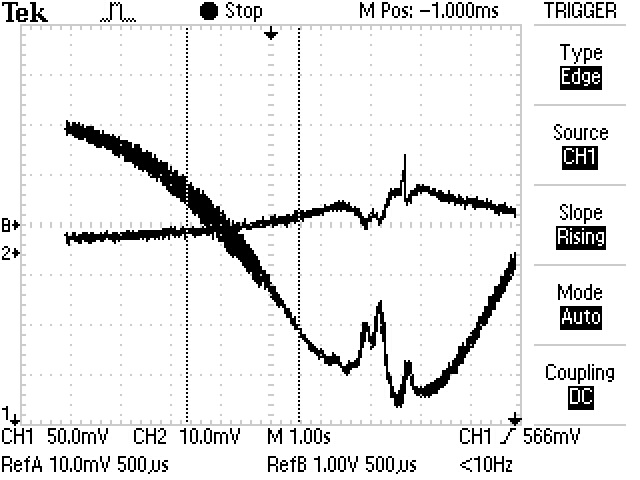 Tek Stop M Pos: -1.000ms TRIGGER
Type
Edge
Source
CH1
Slope
Rising
Mode
Auto
Coupling
DC
B
2
1
CH1 50.0mV CH2 10.0mV M 1.00s CH1 566mV
RefA 10.0mV 500µs RefB 1.00V 500µs <10Hz